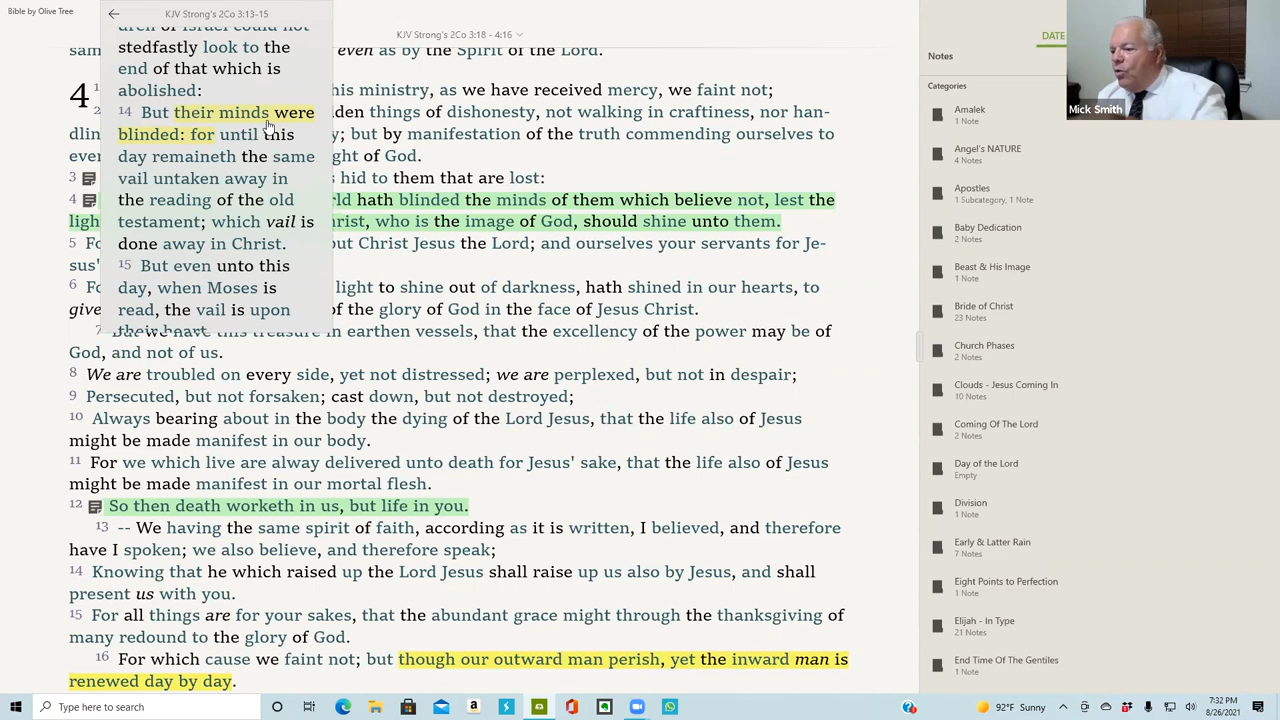 Bible by Olive Tree
KJV Strong's 2Co 3:13-15
stedfastly look to the
end of that which is
abolished:
14 But their minds were
blinded: for until this
day remaineth the same
vail untaken away in
the reading of the old
testament; which vail is
done away in Christ.
15 But even unto this
day, when Moses is
read, the vail is upon
KJV Strong's 2Co 3:18 - 4:16
even as by the Spirit of the Lord.
4 1 his ministry, as we have received mercy, we faint not;
2 dden things of dishonesty, not walking in craftiness, nor han-
dlin y; but by manifestation of the truth commending ourselves to
eve ght of God.
3 s hid to them that are lost:
4 rld hath blinded the minds of them which believe not, lest the
ligh hrist, who is the image of God, should shine unto them.
5 Fo but Christ Jesus the Lord; and ourselves your servants for Je-
sus'
6 Fo light to shine out of darkness, hath shined in our hearts, to
give of the glory of God in the face of Jesus Christ.
7 we have this treasure in earthen vessels, that the excellency of the power may be of
God, and not of us.
8 We are troubled on every side, yet not distressed; we are perplexed, but not in despair;
9 Persecuted, but not forsaken; cast down, but not destroyed;
10 Always bearing about in the body the dying of the Lord Jesus, that the life also of Jesus
might be made manifest in our body.
11 For we which live are alway delivered unto death for Jesus' sake, that the life also of Jesus
might be made manifest in our mortal flesh.
12 So then death worketh in us, but life in you.
13 -- We having the same spirit of faith, according as it is written, I believed, and therefore
have I spoken; we also believe, and therefore speak;
14 Knowing that he which raised up the Lord Jesus shall raise up us also by Jesus, and shall
present us with you.
15 For all things are for your sakes, that the abundant grace might through the thanksgiving of
many redound to the glory of God.
16 For which cause we faint not; but though our outward man perish, yet the inward man is
renewed day by day.
DATE
Notes
Categories
Amalek
1 Note
Angel's NATURE
4 Notes
Apostles
1 Subcategory, 1 Note
Baby Dedication
2 Notes
Beast & His Image
1 Note
Bride of Christ
23 Notes
Church Phases
2 Notes
Clouds - Jesus Coming In
10 Notes
Coming Of The Lord
2 Notes
Day of the Lord
Empty
Division
1 Note
Early & Latter Rain
7 Notes
Eight Points to Perfection
1 Note
Elijah - In Type
21 Notes
End Time Of The Gentiles
1 Note
Mick Smith
Type here to search
92°F Sunny
7:32 PM
8/26/2021